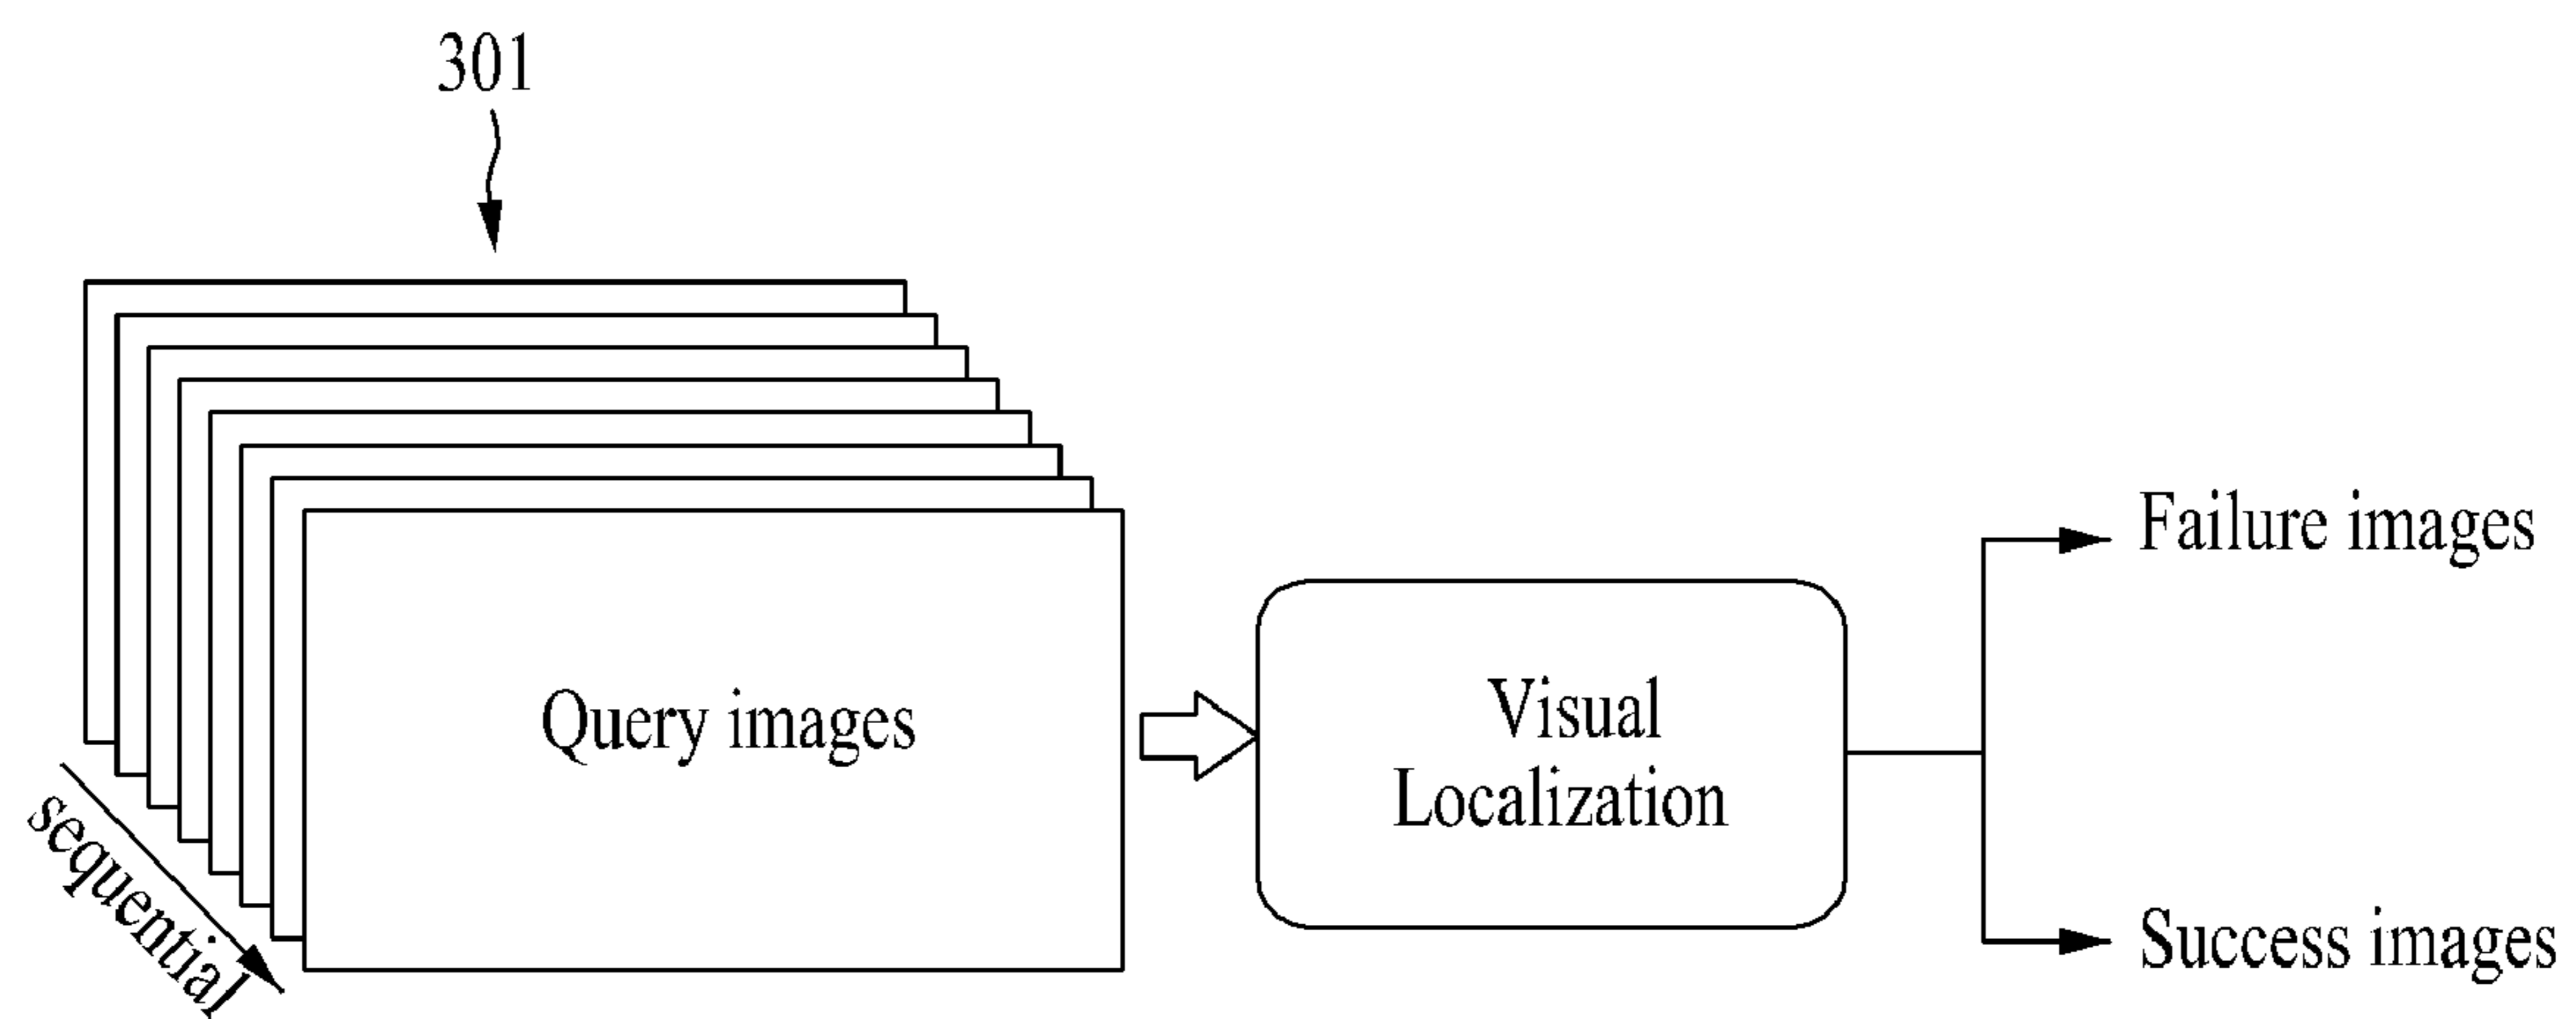 301
sequential
Query images
Visual
Localization
Failure images
Success images